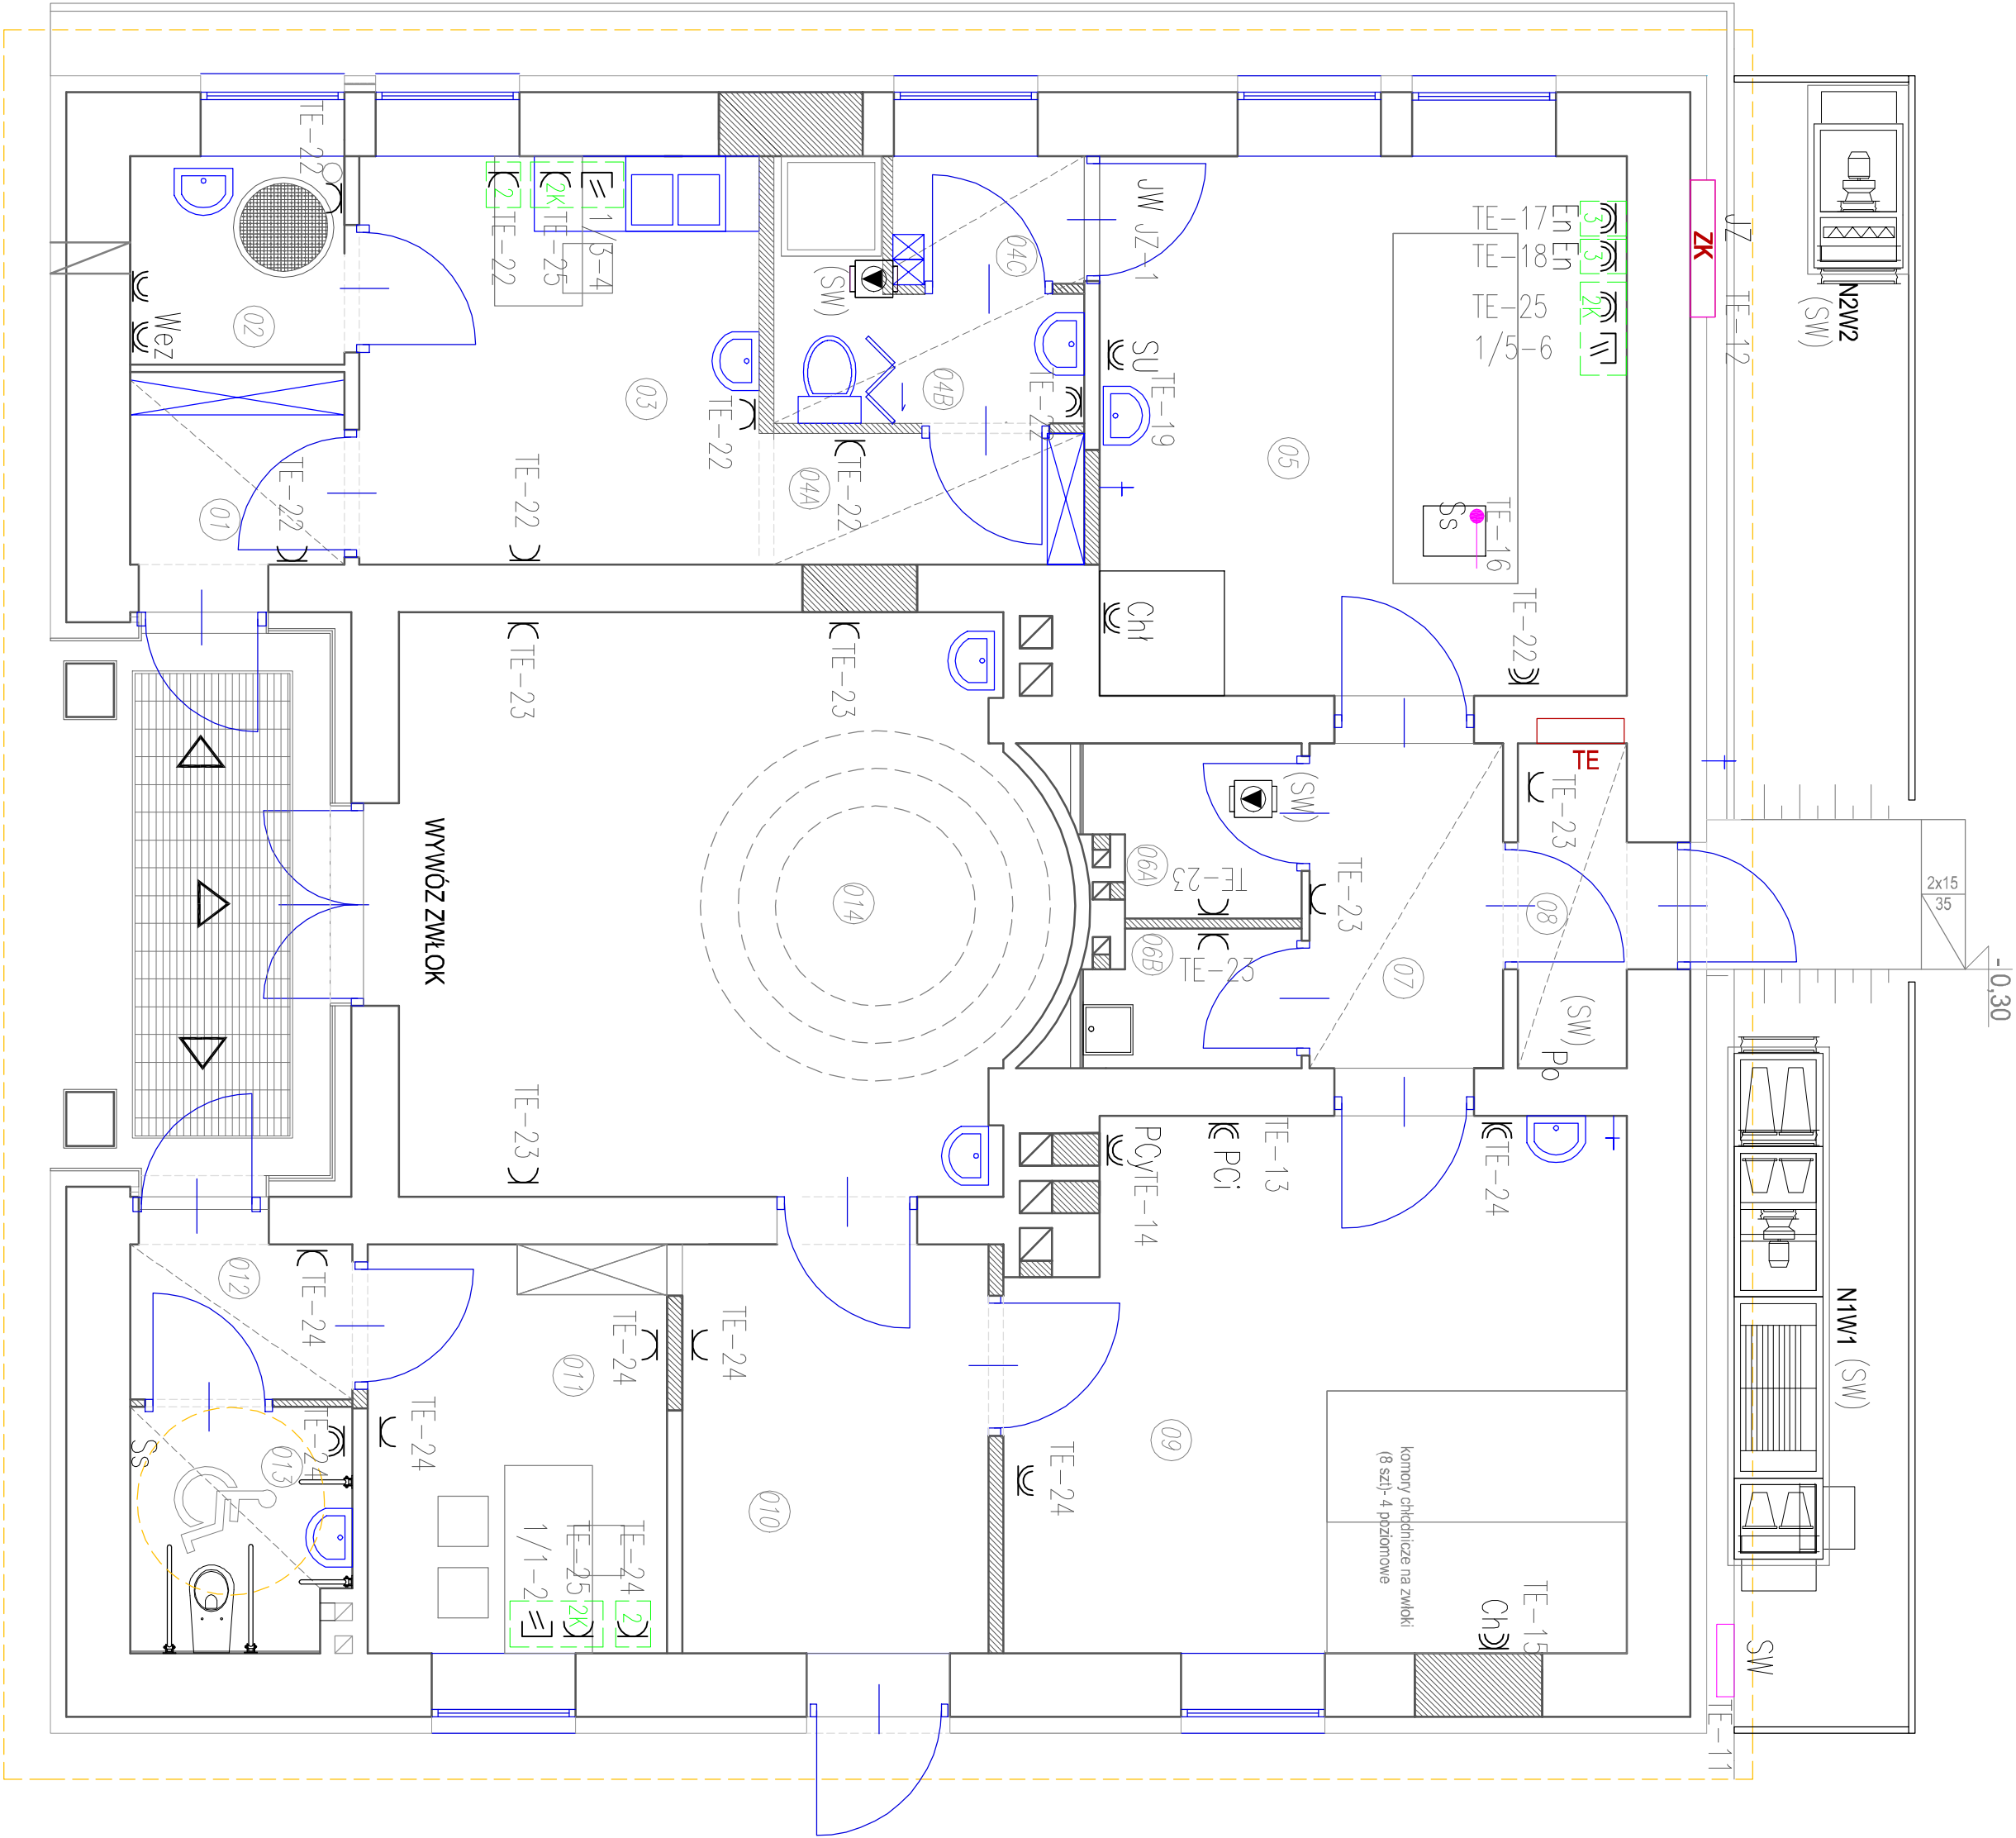 TE-22
Wez
02
TE-22
01
2
2K
TE-22
TE-25
1/3-4
03
TE-22
TE-22
(SW)
04A
TE-22
04B
04C
TE-22
JW JZ-1
SU
TE-19
TE-17 En
3
TE-18 En
3
TE-25
2K
1/5-6
05
Ss
TE-16
Chł
TE-22
ZK
JZ
TE-12
N2W2
(SW)
TE-23
TE-23
WYWÓZ ZWŁOK
014
TE-23
06A
TE-23
(SW)
TE-23
06B
TE-23
07
TE
TE-23
08
(SW)
Po
2x15
35
-0,30
012
TE-24
TE-24
013
Ss
TE-24
011
TE-24
TE-24
1/1-2
TE-25
TE-24
2K
2
010
PCy
TE-14
PCi
TE-13
TE-24
09
TE-24
komory chłodnicze na zwłoki
(8 szt)- 4 poziomowe
Ch
TE-15
N1W1 (SW)
SW
TE-11